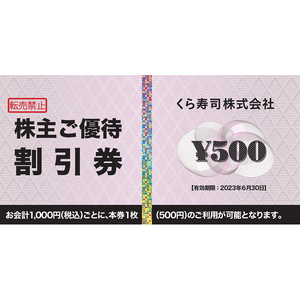 転売禁止
株主ご優待
割引券
くら寿司株式会社
¥500
【有効期限：2023年6月30日】
お会計1,000円(税込)ごとに、本券1枚(500円)のご利用が可能となります。